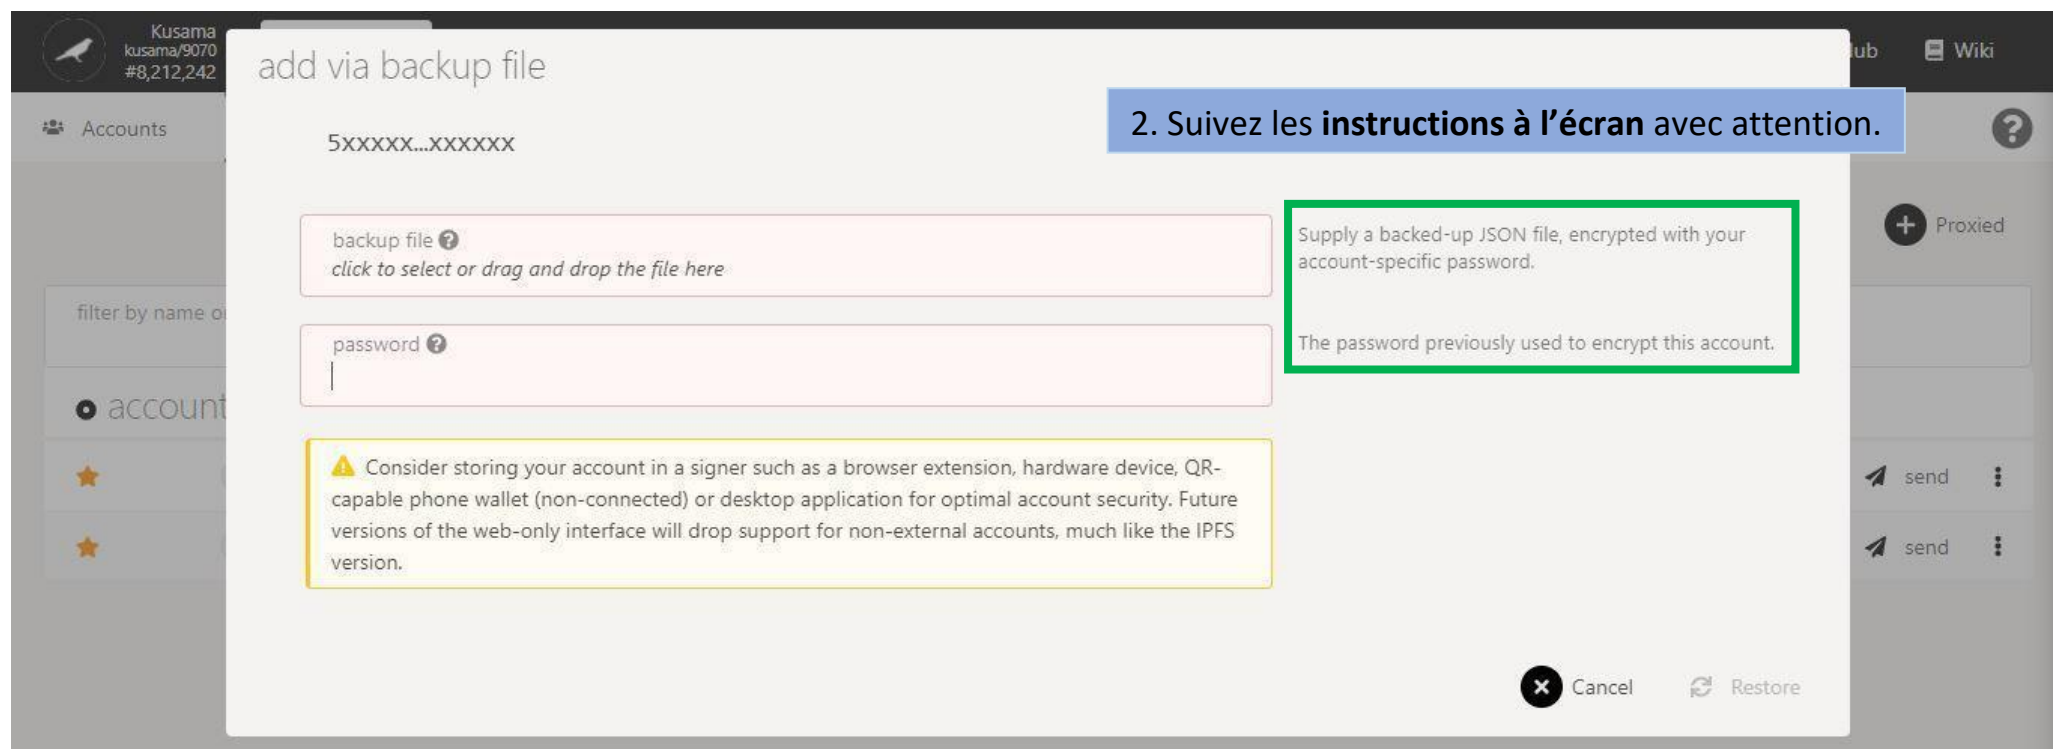 Kusama
kusama/9070
#8,212,242
add via backup file
Wiki
2. Suivez les instructions à l’écran avec attention.
Accounts
5xxxxx...xxxxxx
backup file
click to select or drag and drop the file here
Supply a backed-up JSON file, encrypted with your
account-specific password.
Proxied
filter by name
password
The password previously used to encrypt this account.
account
Consider storing your account in a signer such as a browser extension, hardware device, QR-
capable phone wallet (non-connected) or desktop application for optimal account security. Future
versions of the web-only interface will drop support for non-external accounts, much like the IPFS
version.
send
send
Cancel
Restore